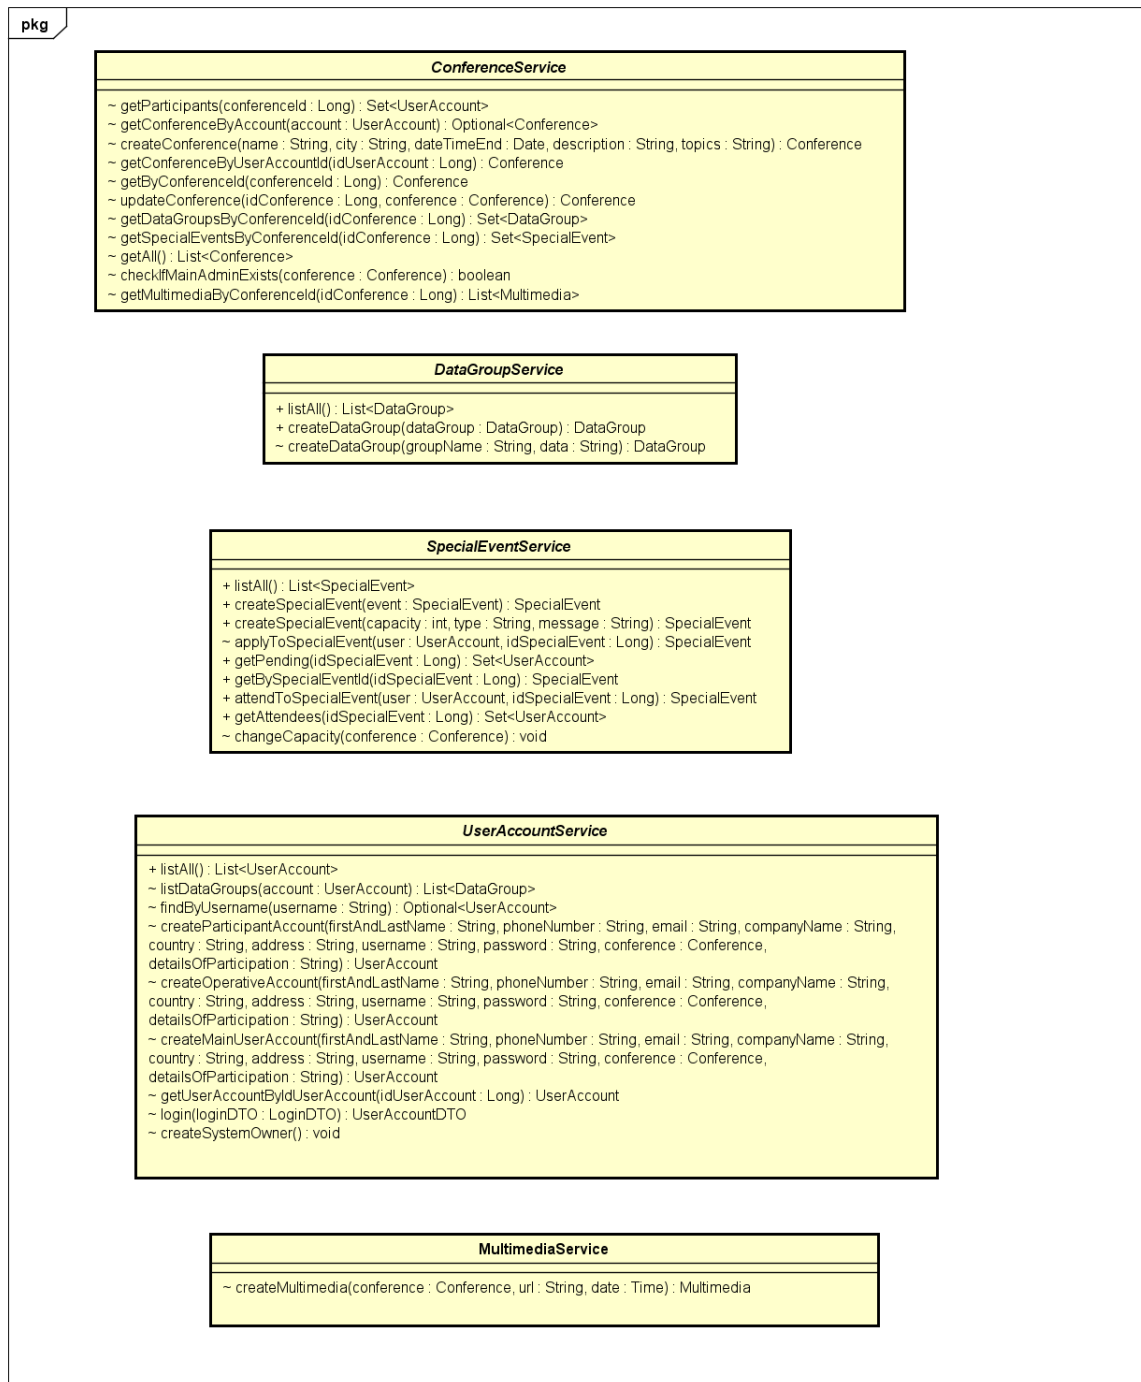 pkg
ConferenceService
~ getParticipants(conferenceId : Long) : Set<UserAccount>
~ getConferenceByAccount(account : UserAccount) : Optional<Conference>
~ createConference(name : String, city : String, dateTimeEnd : Date, description : String, topics : String) : Conference
~ getConferenceByUserAccountId(idUserAccount : Long) : Conference
~ getByConferenceId(conferenceId : Long) : Conference
~ updateConference(idConference : Long, conference : Conference) : Conference
~ getDataGroupsByConferenceId(idConference : Long) : Set<DataGroup>
~ getSpecialEventsByConferenceId(idConference : Long) : Set<SpecialEvent>
~ getAll() : List<Conference>
~ checkIfMainAdminExists(conference : Conference) : boolean
~ getMultimediaByConferenceId(idConference : Long) : List<Multimedia>
DataGroupService
+ listAll() : List<DataGroup>
+ createDataGroup(dataGroup : DataGroup) : DataGroup
~ createDataGroup(groupName : String, data : String) : DataGroup
SpecialEventService
+ listAll() : List<SpecialEvent>
+ createSpecialEvent(event : SpecialEvent) : SpecialEvent
+ createSpecialEvent(capacity : int, type : String, message : String) : SpecialEvent
~ applyToSpecialEvent(user : UserAccount, idSpecialEvent : Long) : SpecialEvent
+ getPending(idSpecialEvent : Long) : Set<UserAccount>
+ getBySpecialEventId(idSpecialEvent : Long) : SpecialEvent
+ attendToSpecialEvent(user : UserAccount, idSpecialEvent : Long) : SpecialEvent
+ getAttendees(idSpecialEvent : Long) : Set<UserAccount>
~ changeCapacity(conference : Conference) : void
UserAccountService
+ listAll() : List<UserAccount>
~ listDataGroups(account : UserAccount) : List<DataGroup>
~ findByUsername(username : String) : Optional<UserAccount>
~ createParticipantAccount(firstAndLastName : String, phoneNumber : String, email : String, companyName : String,
country : String, address : String, username : String, password : String, conference : Conference,
detailsOfParticipation : String) : UserAccount
~ createOperativeAccount(firstAndLastName : String, phoneNumber : String, email : String, companyName : String,
country : String, address : String, username : String, password : String, conference : Conference,
detailsOfParticipation : String) : UserAccount
~ createMainUserAccount(firstAndLastName : String, phoneNumber : String, email : String, companyName : String,
country : String, address : String, username : String, password : String, conference : Conference,
detailsOfParticipation : String) : UserAccount
~ getUserAccountByIdUserAccount(idUserAccount : Long) : UserAccount
~ login(loginDTO : LoginDTO) : UserAccountDTO
~ createSystemOwner() : void
MultimediaService
~ createMultimedia(conference : Conference, url : String, date : Time) : Multimedia